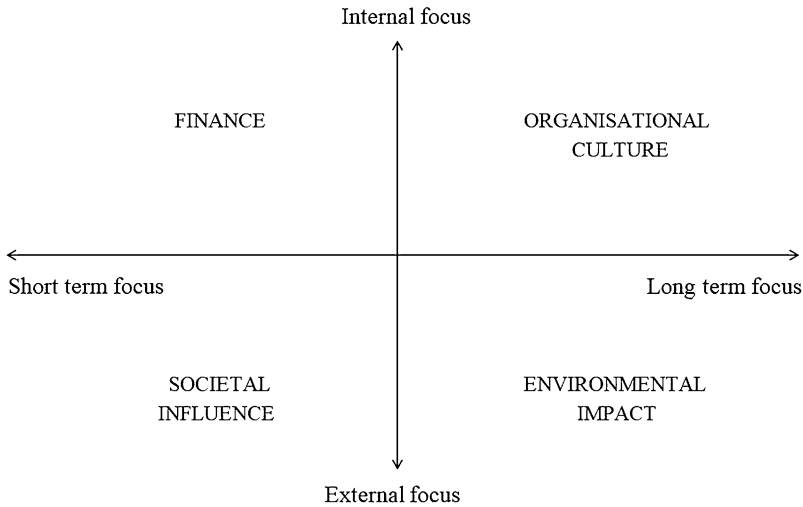 Internal focus
FINANCE
ORGANISATIONAL
CULTURE
Short term focus
Long term focus
SOCIETAL
INFLUENCE
ENVIRONMENTAL
IMPACT
External focus